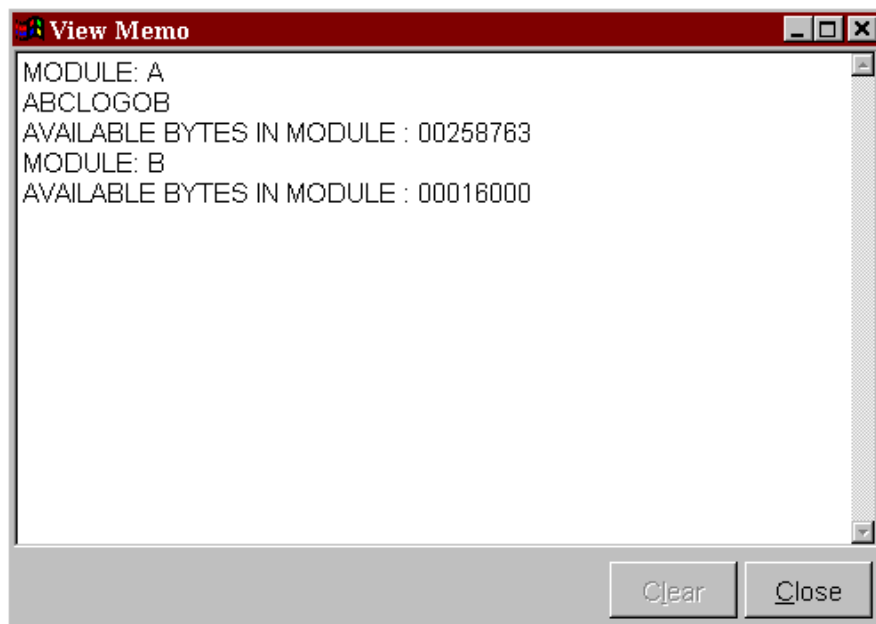 View Memo
MODULE: A
ABCLOGOB
AVAILABLE BYTES IN MODULE : 00258763
MODULE: B
AVAILABLE BYTES IN MODULE : 00016000
Clear
Close